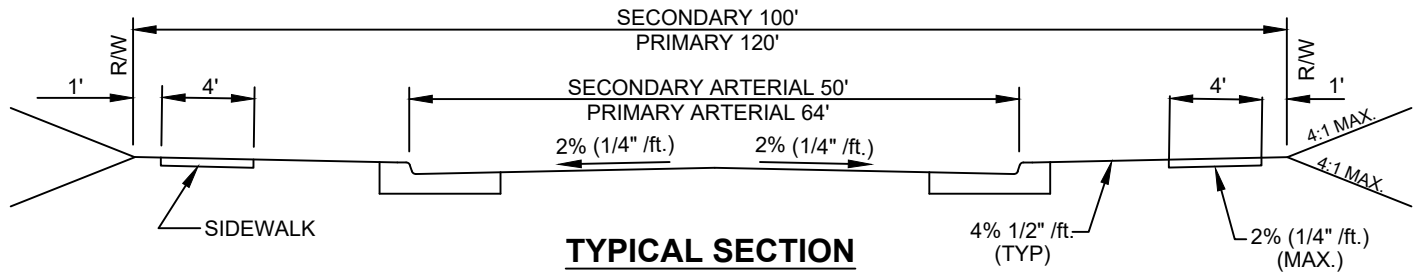 SECONDARY 100'
PRIMARY 120'
R/W
R/W
1'
4'
SECONDARY ARTERIAL 50'
PRIMARY ARTERIAL 64'
4'
1'
2% (1/4" /ft.)
2% (1/4" /ft.)
4:1 MAX.
4:1 MAX.
SIDEWALK
4% 1/2" /ft.
(TYP)
2% (1/4" /ft.)
(MAX.)
TYPICAL SECTION